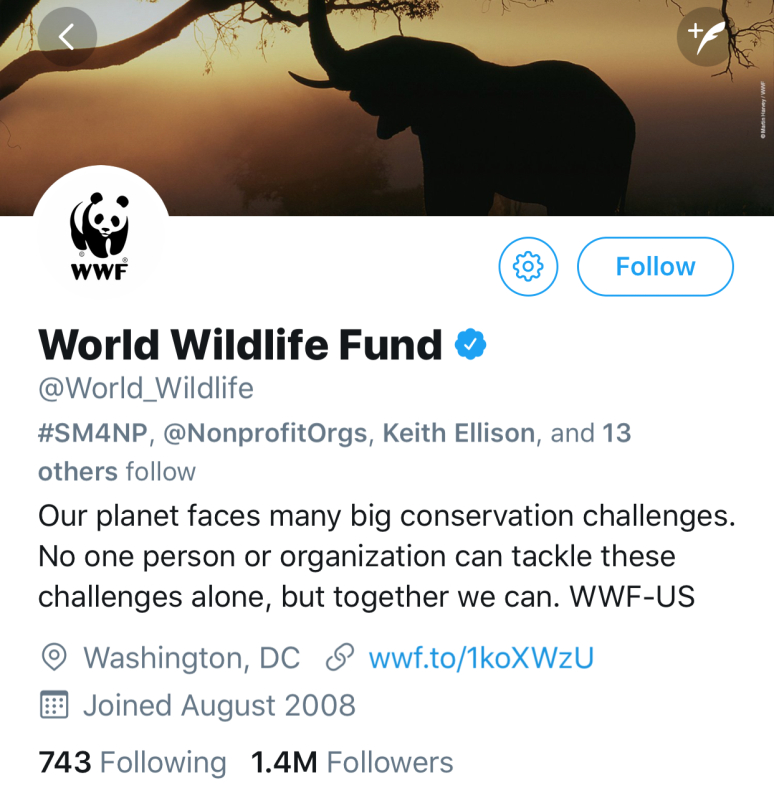 © Martin Harvey / WWF
WWF
Follow
World Wildlife Fund
@World_Wildlife
#SM4NP, @NonprofitOrgs, Keith Ellison, and 13
others follow
Our planet faces many big conservation challenges.
No one person or organization can tackle these
challenges alone, but together we can. WWF-US
Washington, DC wwf.to/1koXWzU
Joined August 2008
743 Following 1.4M Followers